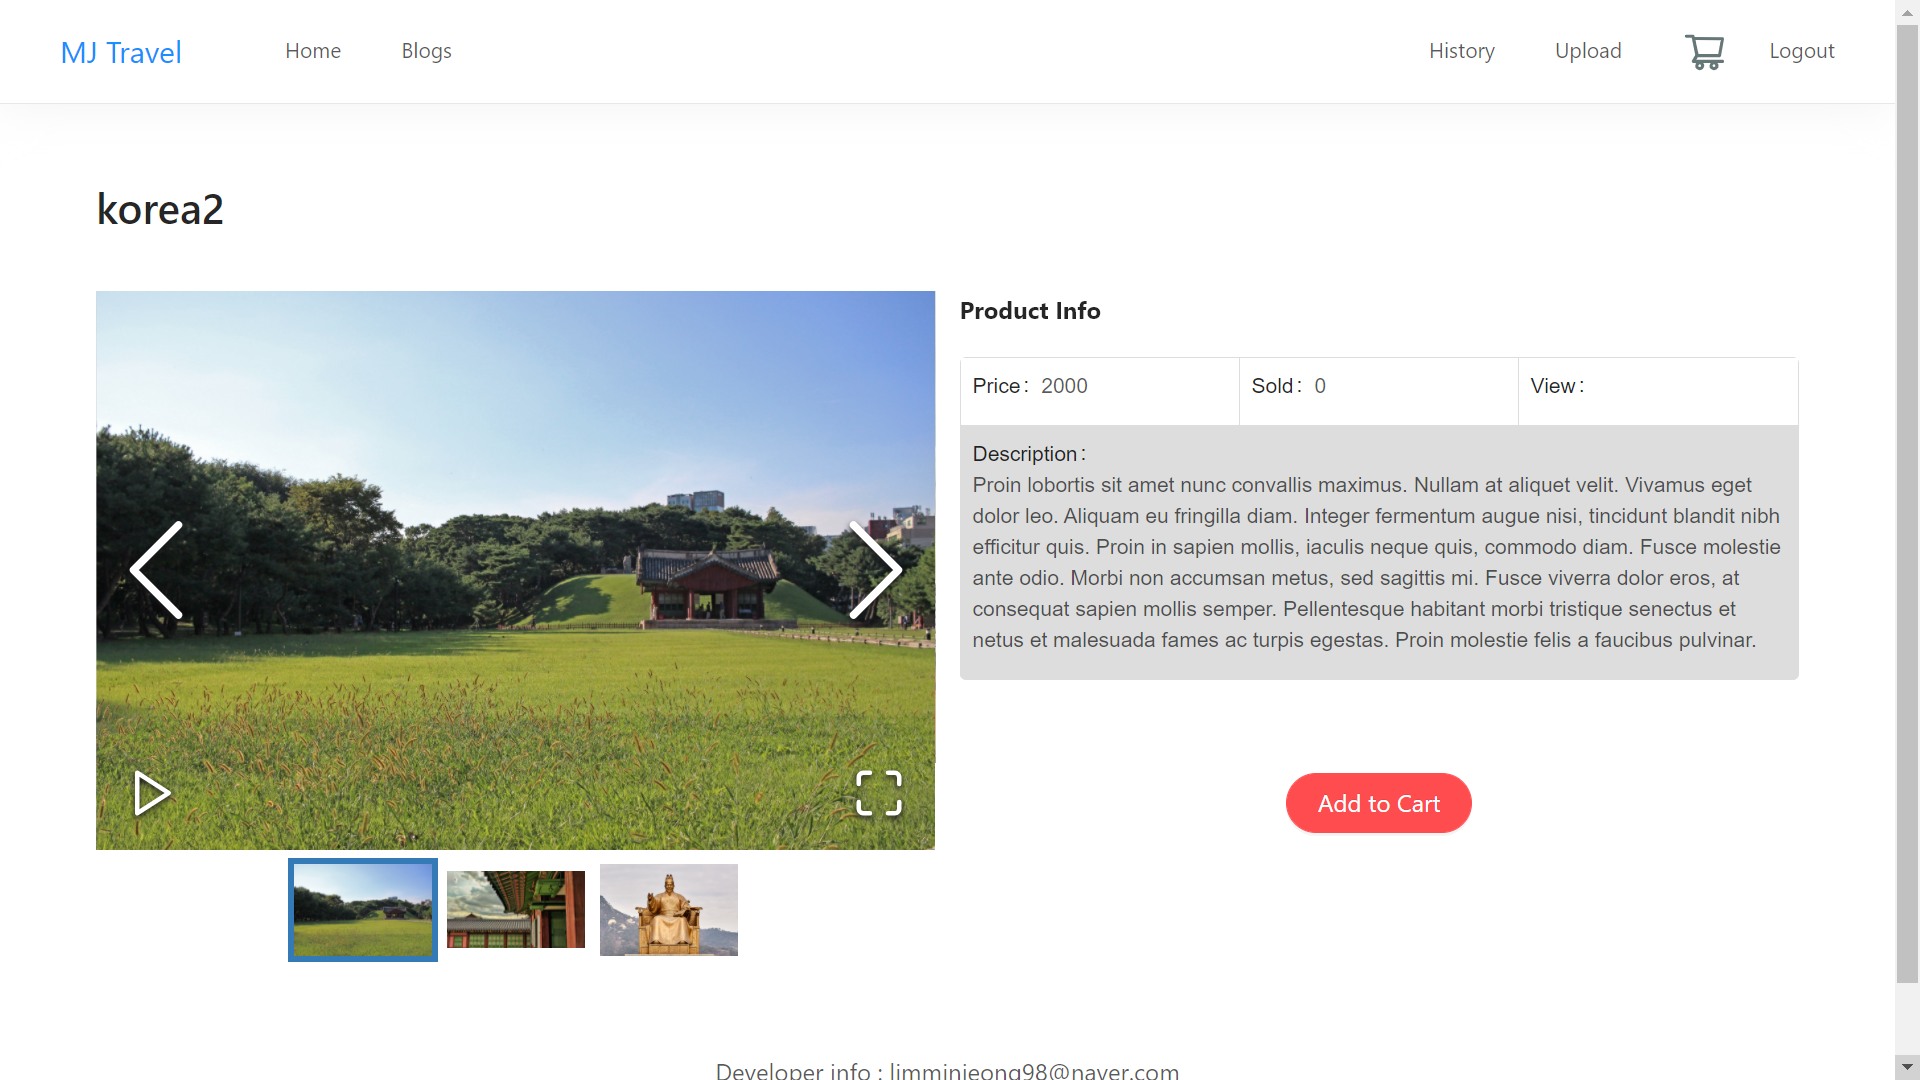 MJ Travel Home Blogs History Upload Logout
korea2
Product Info
Price: 2000 Sold: 0 View:
Description:
Proin lobortis sit amet nunc convallis maximus. Nullam at aliquet velit. Vivamus eget
dolor leo. Aliquam eu fringilla diam. Integer fermentum augue nisi, tincidunt blandit nibh
efficitur quis. Proin in sapien mollis, iaculis neque quis, commodo diam. Fusce molestie
ante odio. Morbi non accumsan metus, sed sagittis mi. Fusce viverra dolor eros, at
consequat sapien mollis semper. Pellentesque habitant morbi tristique senectus et
netus et malesuada fames ac turpis egestas. Proin molestie felis a faucibus pulvinar.
Add to Cart
Developer info : limminjeong98@naver.com